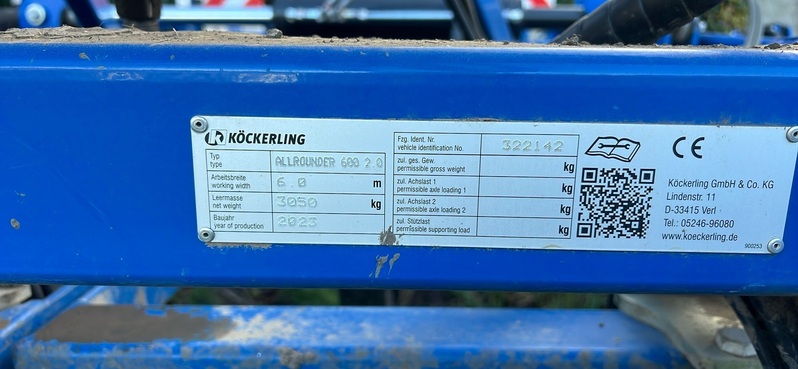 KÖCKERLING
Typ
type
ALLROUNDER 600 2.0
Arbeitsbreite
working width
6.0 m
Leermasse
net weight
3050 kg
Baujahr
year of production
2023
Fzg. Ident. Nr.
vehicle identification No.
322142
zul. ges. Gew.
permissible gross weight
kg
zul. Achslast 1
permissible axle loading 1
kg
zul. Achslast 2
permissible axle loading 2
kg
zul. Stützlast
permissible supporting load
kg
CE
Köckerling GmbH & Co. KG
Lindenstr. 11
D-33415 Verl
Tel.: 05246-96080
www.koeckerling.de
900253